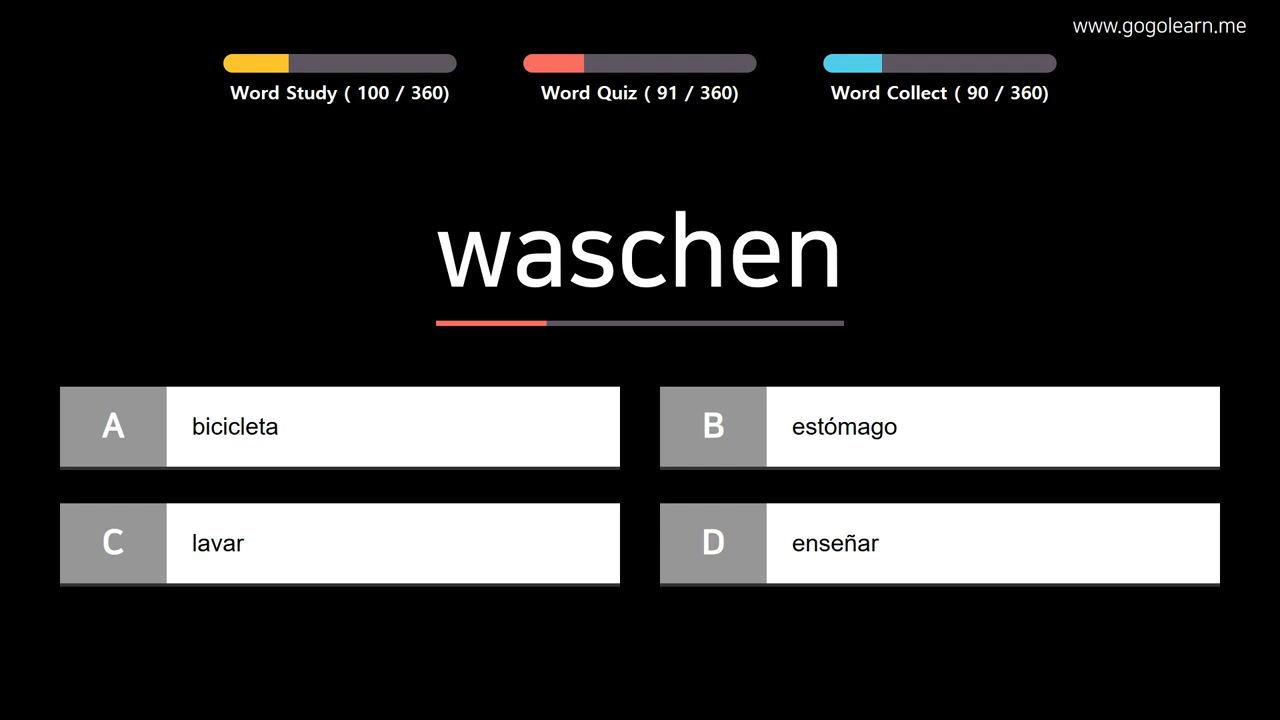 www.gogolearn.me
Word Study ( 100 / 360)
Word Quiz ( 91 / 360)
Word Collect ( 90 / 360)
waschen
A bicicleta
B estómago
C lavar
D enseñar